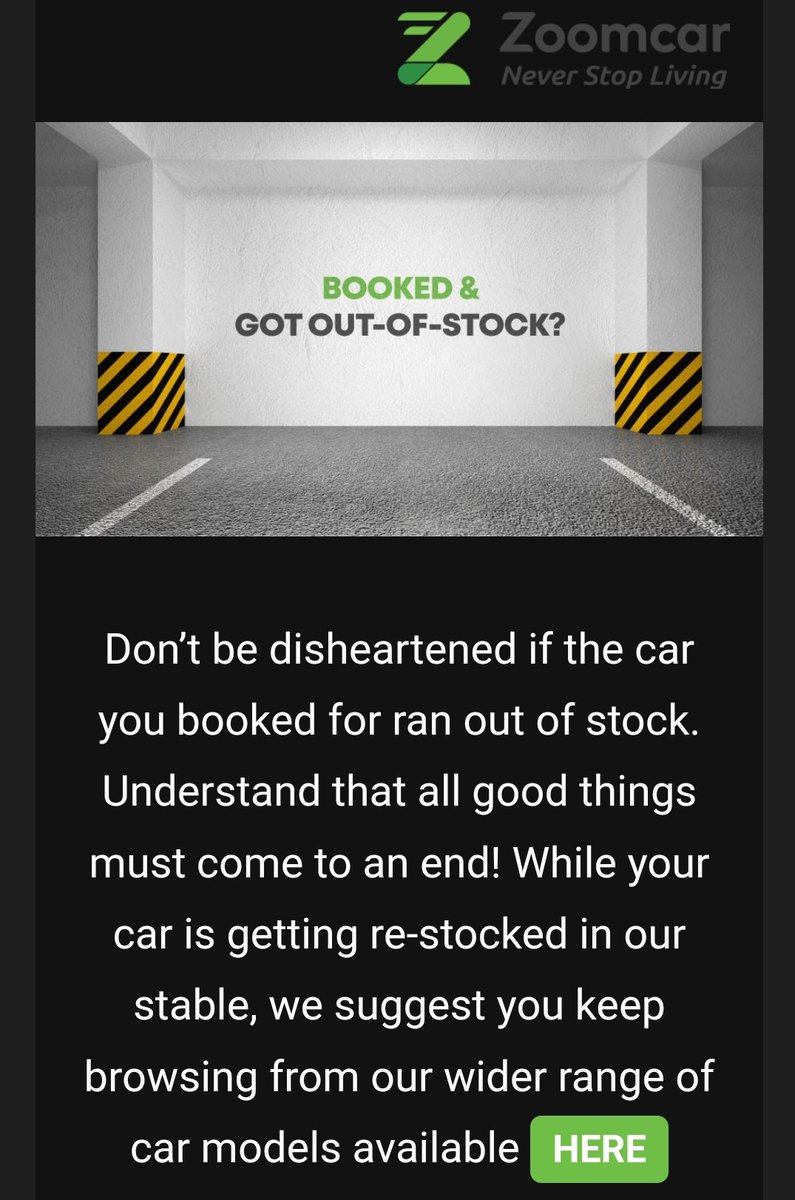 Zoomcar
Never Stop Living
BOOKED &
GOT OUT-OF-STOCK?
Don’t be disheartened if the car
you booked for ran out of stock.
Understand that all good things
must come to an end! While your
car is getting re-stocked in our
stable, we suggest you keep
browsing from our wider range of
car models available HERE